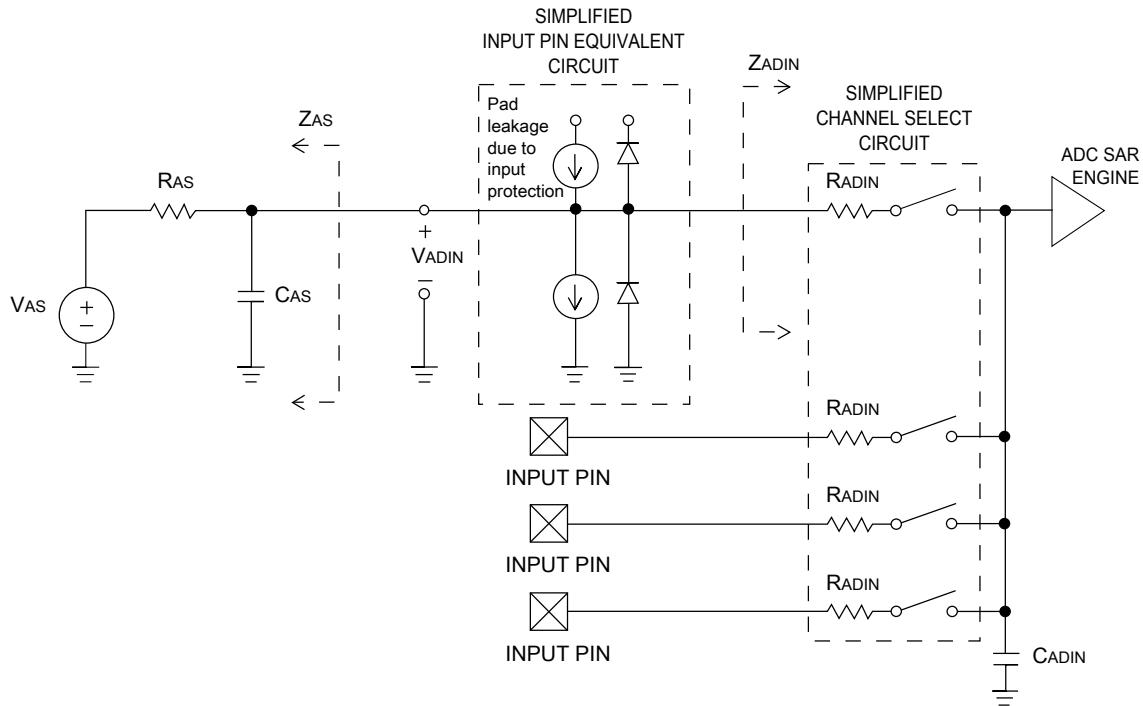 SIMPLIFIED
INPUT PIN EQUIVALENT
CIRCUIT
Pad
leakage
due to
input
protection
ZAS
RAS
VAS
+
−
CAS
+
VADIN
−
ZADIN
SIMPLIFIED
CHANNEL SELECT
CIRCUIT
RADIN
ADC SAR
ENGINE
RADIN
INPUT PIN
RADIN
INPUT PIN
RADIN
INPUT PIN
CADIN